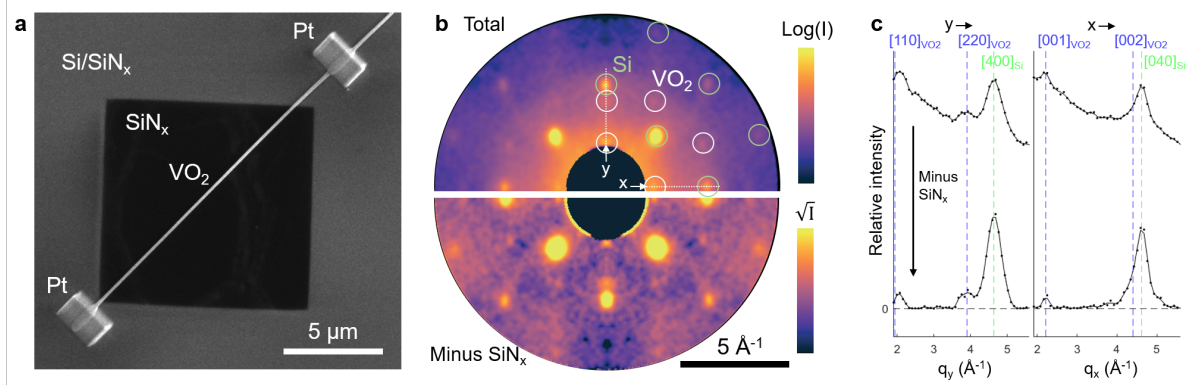 a
Pt
Si/SiNₓ
SiNₓ
VO₂
Pt
5 µm
b
Total
Log(I)
Si
VO₂
y
x
√I
Minus SiNₓ
5 Å⁻¹
c
y
x
[110]VO2
[220]VO2
[400]Si
[001]VO2
[002]VO2
[040]Si
Relative intensity
Minus
SiNₓ
0
2 3 4 5
2 3 4 5
q_y (Å⁻¹)
q_x (Å⁻¹)